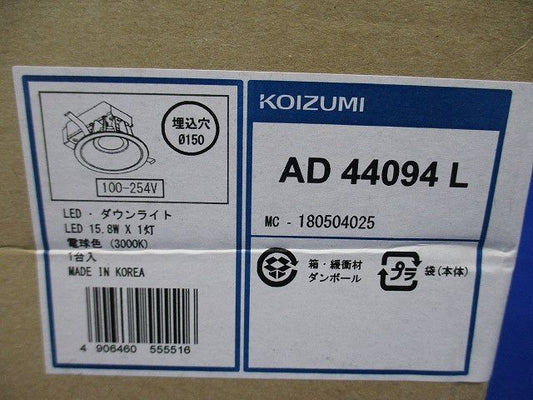 埋込穴
Ø150
100-254V
LED・ダウンライト
LED 15.8W X 1灯
電球色 (3000K)
1台入
MADE IN KOREA
4 906460 555516
KOIZUMI
AD 44094 L
MC - 180504025
箱・緩衝材
ダンボール
プラ
袋(本体)